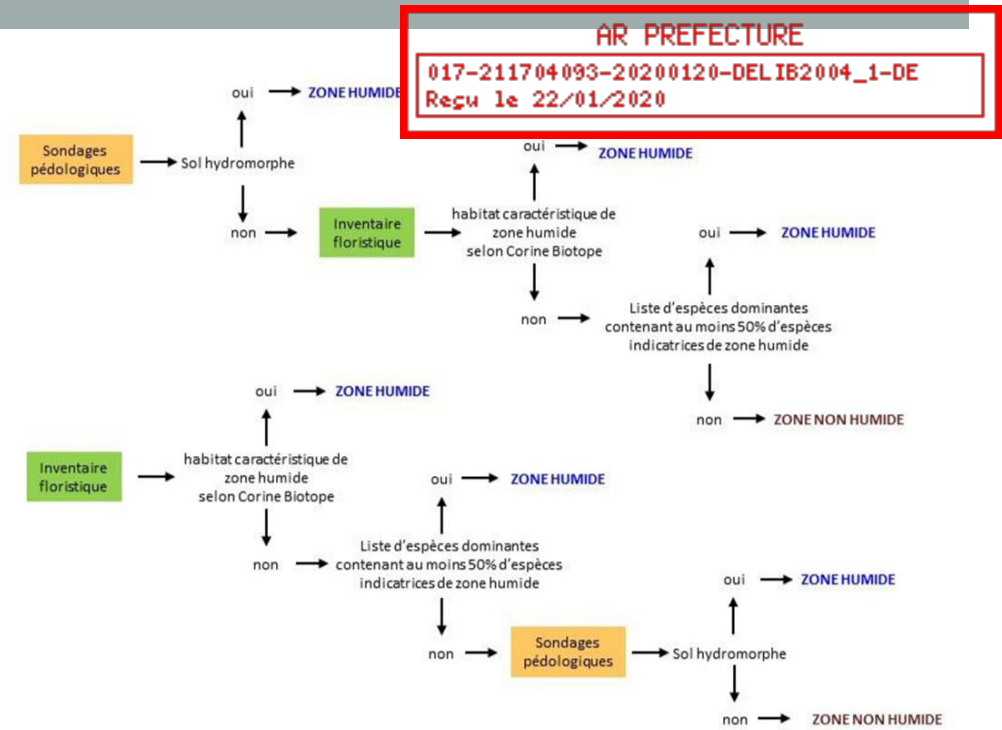 AR PREFECTURE
017-211704093-20200120-DELIB2004_1-DE
Reçu le 22/01/2020
oui
ZONE HUMIDE
Sondages
pédologiques
Sol hydromorphe
non
Inventaire
floristique
oui
ZONE HUMIDE
habitat caractéristique de
zone humide
selon Corine Biotope
non
oui
ZONE HUMIDE
Liste d'espèces dominantes
contenant au moins 50% d'espèces
indicatrices de zone humide
non
ZONE NON HUMIDE
oui
ZONE HUMIDE
Inventaire
floristique
habitat caractéristique de
zone humide
selon Corine Biotope
non
oui
ZONE HUMIDE
Liste d'espèces dominantes
contenant au moins 50% d'espèces
indicatrices de zone humide
non
Sondages
pédologiques
oui
ZONE HUMIDE
Sol hydromorphe
non
ZONE NON HUMIDE